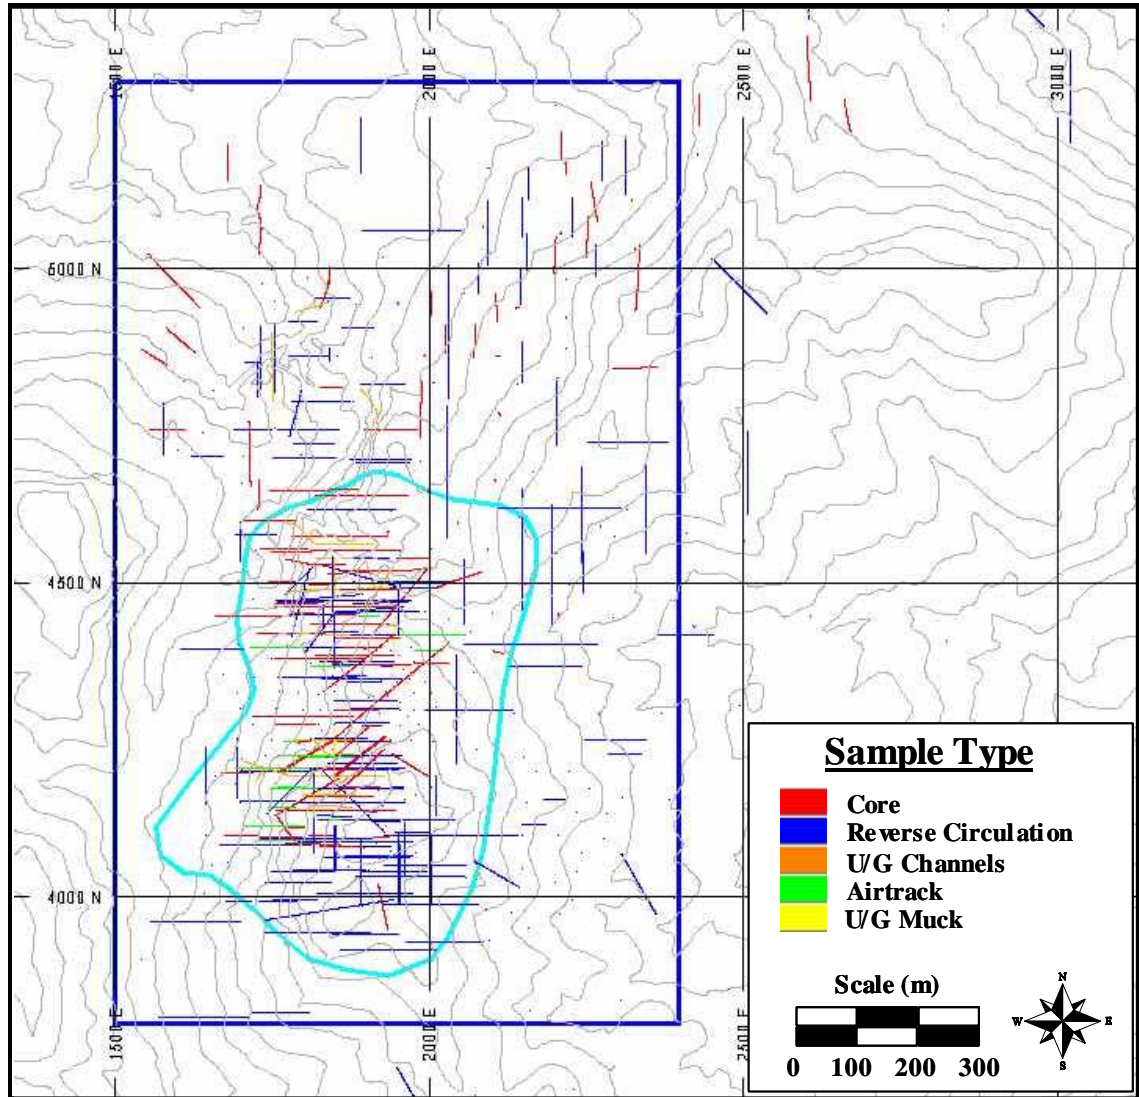 1500 E
2000 E
2500 E
3000 E
5000 N
4500 N
4000 N
1500 E
2000 E
2500 E
Sample Type
Core
Reverse Circulation
U/G Channels
Airtrack
U/G Muck
Scale (m)
0 100 200 300
N
W E
S